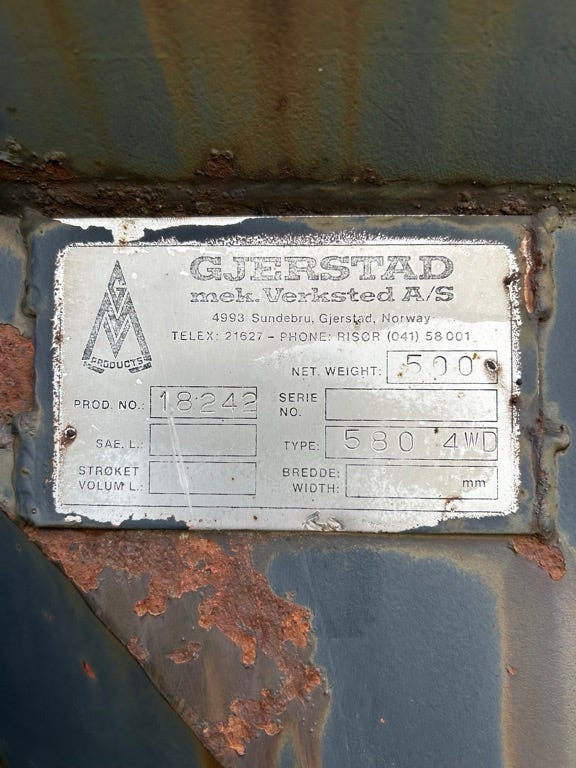 GJERSTAD
mek. Verksted A/S
4993 Sundebru, Gjerstad, Norway
TELEX: 21627 - PHONE: RISØR (041) 58 001
GMV
PRODUCTS
NET. WEIGHT: 500
PROD. NO.: 18242
SERIE
NO.
SAE. L.:
TYPE: 580 4WD
STRØKET
VOLUM L.:
BREDDE:
WIDTH: mm